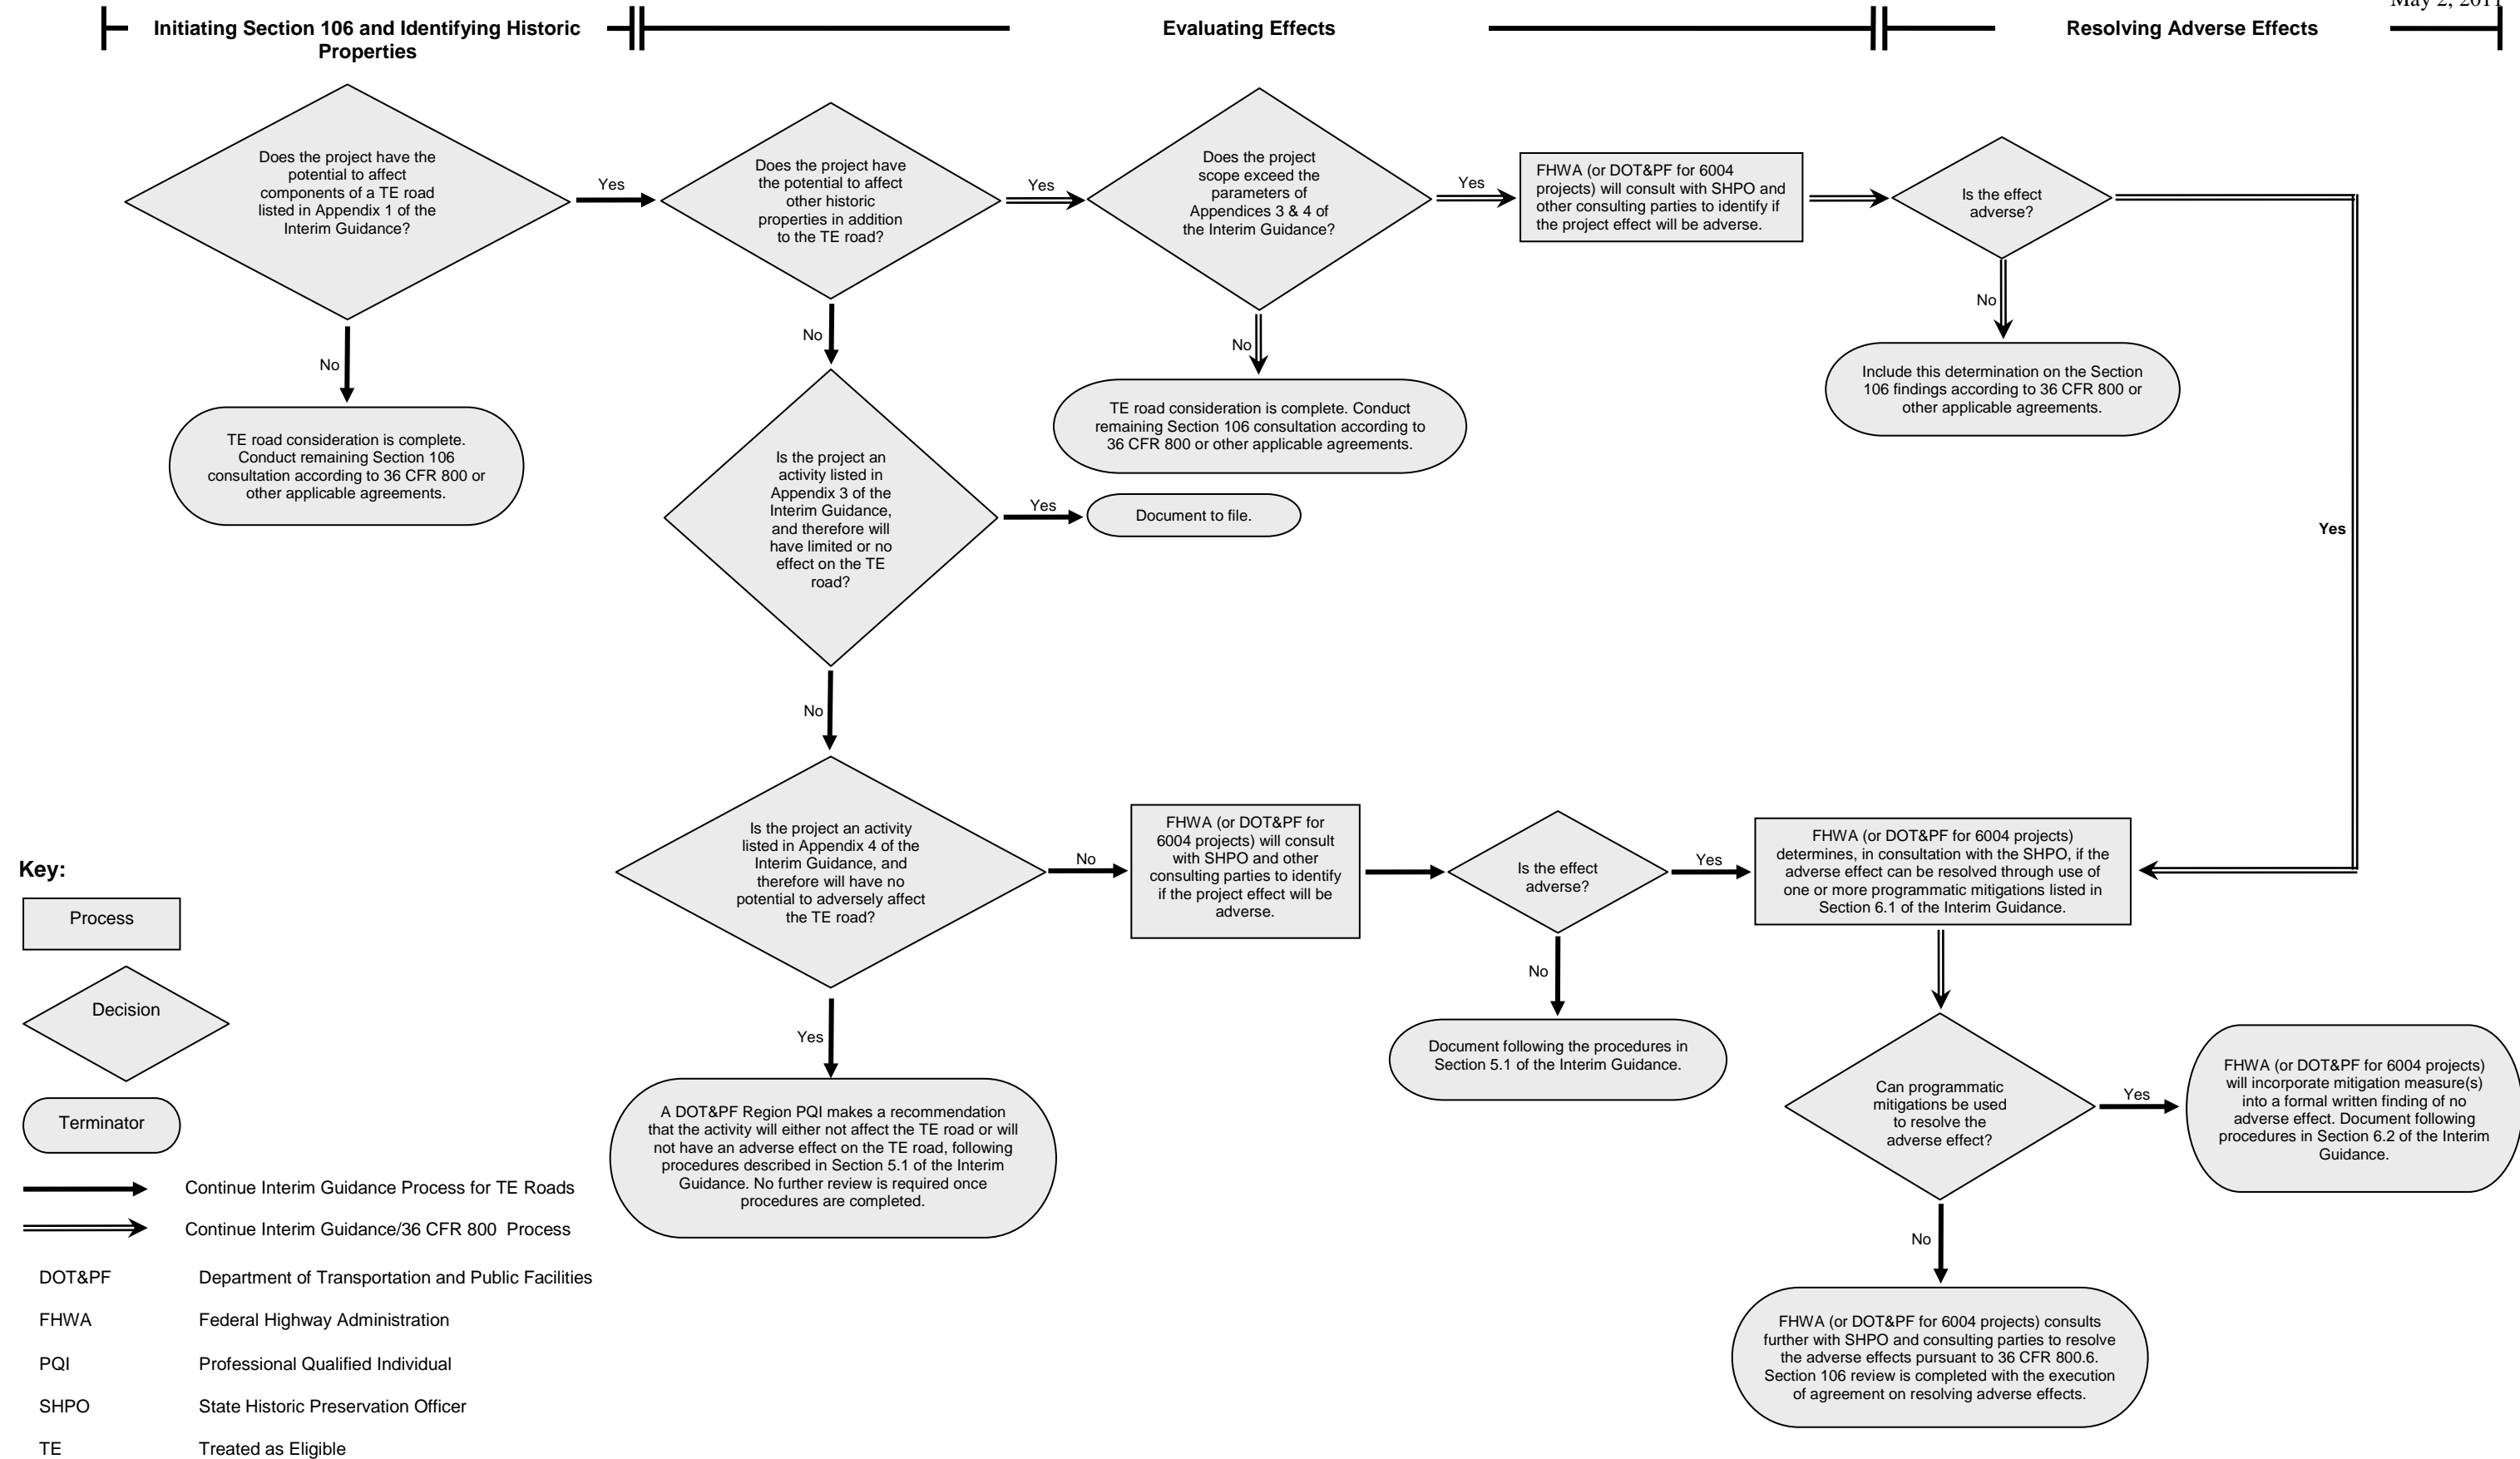 May 2, 2011
Initiating Section 106 and Identifying Historic
Properties
Evaluating Effects
Resolving Adverse Effects
Does the project have the
potential to affect
components of a TE road
listed in Appendix 1 of the
Interim Guidance?
Yes
No
TE road consideration is complete.
Conduct remaining Section 106
consultation according to 36 CFR 800 or
other applicable agreements.
Does the project have
the potential to affect
other historic
properties in addition
to the TE road?
Yes
No
Does the project
scope exceed the
parameters of
Appendices 3 & 4 of
the Interim Guidance?
Yes
No
TE road consideration is complete. Conduct
remaining Section 106 consultation according to
36 CFR 800 or other applicable agreements.
FHWA (or DOT&PF for 6004
projects) will consult with SHPO and
other consulting parties to identify if
the project effect will be adverse.
Is the effect
adverse?
No
Include this determination on the Section
106 findings according to 36 CFR 800 or
other applicable agreements.
Yes
Is the project an
activity listed in
Appendix 3 of the
Interim Guidance,
and therefore will
have limited or no
effect on the TE
road?
Yes
Document to file.
No
Is the project an activity
listed in Appendix 4 of the
Interim Guidance, and
therefore will have no
potential to adversely affect
the TE road?
No
Yes
A DOT&PF Region PQI makes a recommendation
that the activity will either not affect the TE road or will
not have an adverse effect on the TE road, following
procedures described in Section 5.1 of the Interim
Guidance. No further review is required once
procedures are completed.
FHWA (or DOT&PF for
6004 projects) will consult
with SHPO and other
consulting parties to identify
if the project effect will be
adverse.
Is the effect
adverse?
Yes
No
Document following the procedures in
Section 5.1 of the Interim Guidance.
FHWA (or DOT&PF for 6004 projects)
determines, in consultation with the SHPO, if the
adverse effect can be resolved through use of
one or more programmatic mitigations listed in
Section 6.1 of the Interim Guidance.
Can programmatic
mitigations be used
to resolve the
adverse effect?
Yes
FHWA (or DOT&PF for 6004 projects)
will incorporate mitigation measure(s)
into a formal written finding of no
adverse effect. Document following
procedures in Section 6.2 of the Interim
Guidance.
No
FHWA (or DOT&PF for 6004 projects) consults
further with SHPO and consulting parties to resolve
the adverse effects pursuant to 36 CFR 800.6.
Section 106 review is completed with the execution
of agreement on resolving adverse effects.
Key:
Process
Decision
Terminator
Continue Interim Guidance Process for TE Roads
Continue Interim Guidance/36 CFR 800 Process
DOT&PF Department of Transportation and Public Facilities
FHWA Federal Highway Administration
PQI Professional Qualified Individual
SHPO State Historic Preservation Officer
TE Treated as Eligible